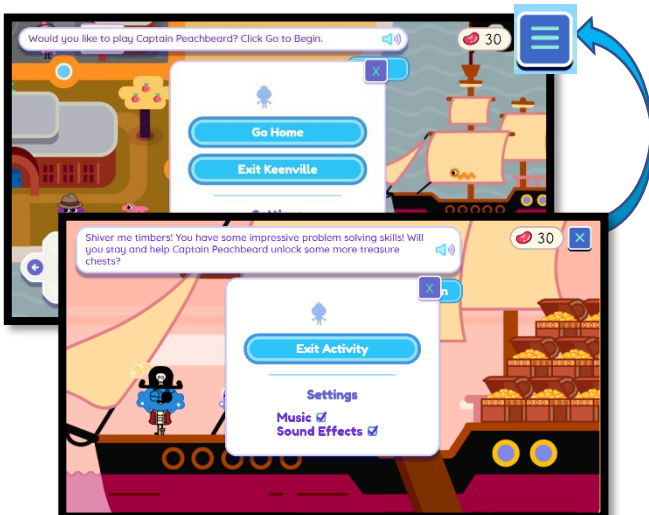 Would you like to play Captain Peachbeard? Click Go to Begin.
30
X
Go Home
Exit Keenville
Shiver me timbers! You have some impressive problem solving skills! Will
you stay and help Captain Peachbeard unlock some more treasure
chests?
30
X
X
Exit Activity
Settings
Music
Sound Effects